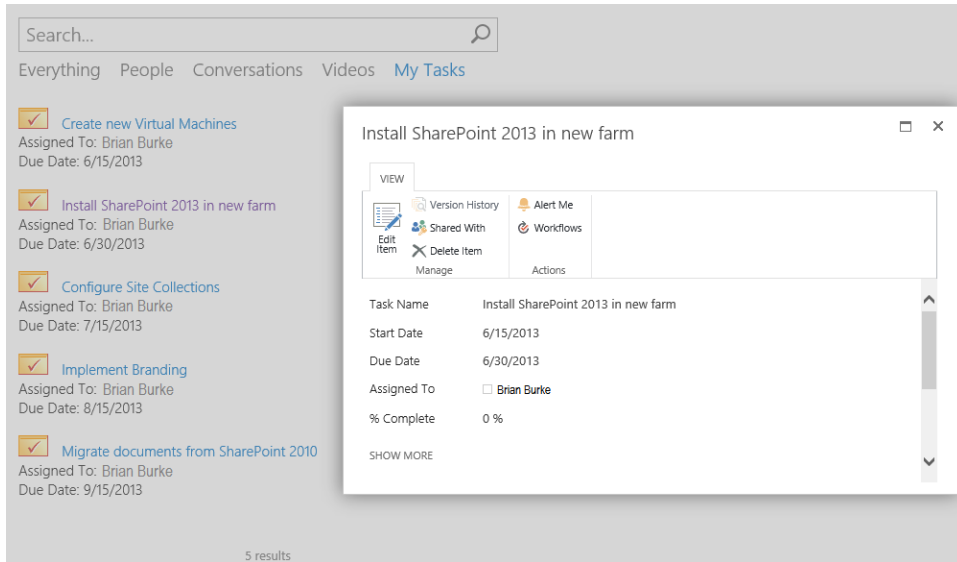 Search...
Everything People Conversations Videos My Tasks
Create new Virtual Machines
Assigned To: Brian Burke
Due Date: 6/15/2013
Install SharePoint 2013 in new farm
Assigned To: Brian Burke
Due Date: 6/30/2013
Configure Site Collections
Assigned To: Brian Burke
Due Date: 7/15/2013
Implement Branding
Assigned To: Brian Burke
Due Date: 8/15/2013
Migrate documents from SharePoint 2010
Assigned To: Brian Burke
Due Date: 9/15/2013
5 results
Install SharePoint 2013 in new farm
VIEW
Edit
Item
Version History
Shared With
Delete Item
Manage
Alert Me
Workflows
Actions
Task Name Install SharePoint 2013 in new farm
Start Date 6/15/2013
Due Date 6/30/2013
Assigned To Brian Burke
% Complete 0 %
SHOW MORE